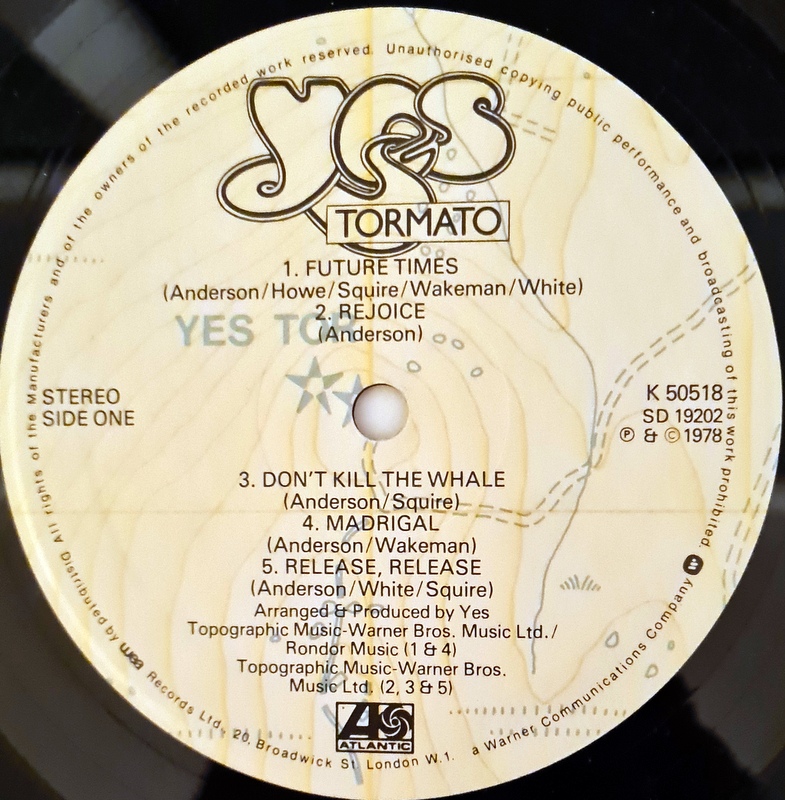 All rights of the Manufacturers and of the owners of the recorded work reserved. Unauthorised copying public performance and broadcasting of this work prohibited.
yes
TORMATO
1. FUTURE TIMES
(Anderson/Howe/Squire/Wakeman/White)
2. REJOICE
(Anderson)
YES TOR
STEREO
SIDE ONE
K 50518
SD 19202
℗ & © 1978
3. DON'T KILL THE WHALE
(Anderson/Squire)
4. MADRIGAL
(Anderson/Wakeman)
5. RELEASE, RELEASE
(Anderson/White/Squire)
Arranged & Produced by Yes
Topographic Music-Warner Bros. Music Ltd./
Rondor Music (1 & 4)
Topographic Music-Warner Bros.
Music Ltd. (2, 3 & 5)
ATLANTIC
Distributed by wea Records Ltd. 20, Broadwick St. London W.1. a Warner Communications Company